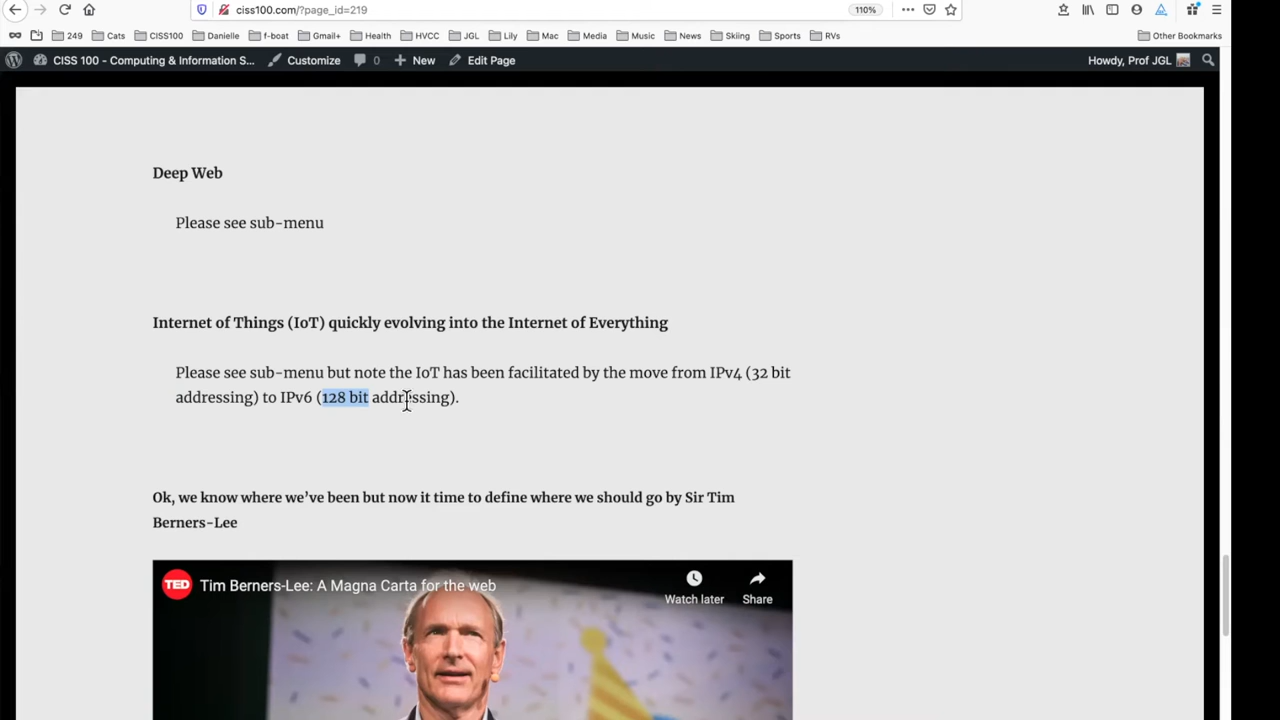 ciss100.com/?page_id=219
110%
249 Cats CISS100 Danielle f-boat Gmail+ Health HVCC JGL Lily Mac Media Music News Skiing Sports RVs Other Bookmarks
CISS 100 - Computing & Information S... Customize 0 New Edit Page Howdy, Prof JGL
Deep Web
Please see sub-menu
Internet of Things (IoT) quickly evolving into the Internet of Everything
Please see sub-menu but note the IoT has been facilitated by the move from IPv4 (32 bit
addressing) to IPv6 (128 bit addressing).
Ok, we know where we’ve been but now it time to define where we should go by Sir Tim
Berners-Lee
TED Tim Berners-Lee: A Magna Carta for the web
Watch later Share